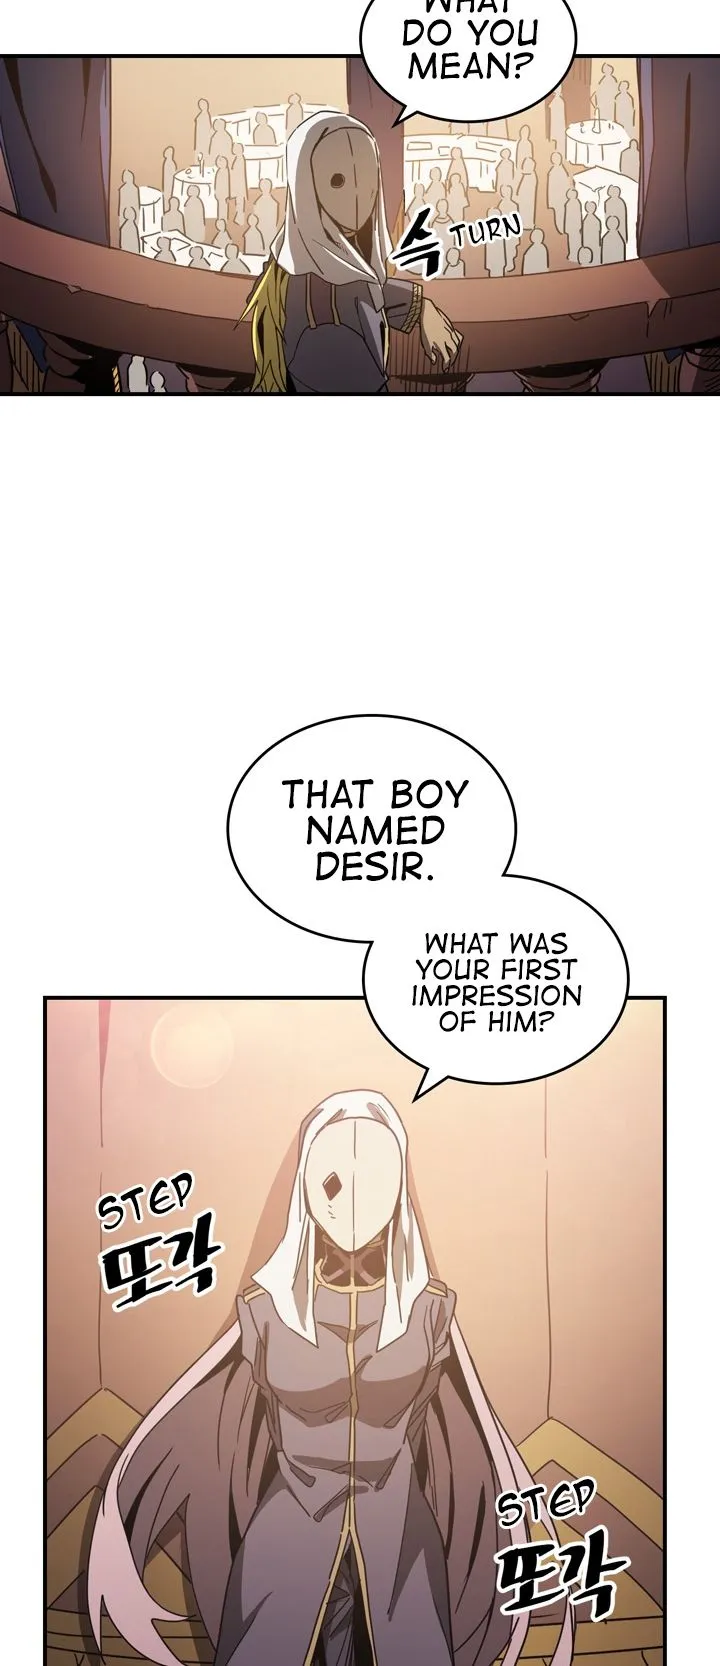 WHAT
DO YOU
MEAN?
슥 TURN
THAT BOY
NAMED
DESIR.
WHAT WAS
YOUR FIRST
IMPRESSION
OF HIM?
STEP
또각
STEP
또각